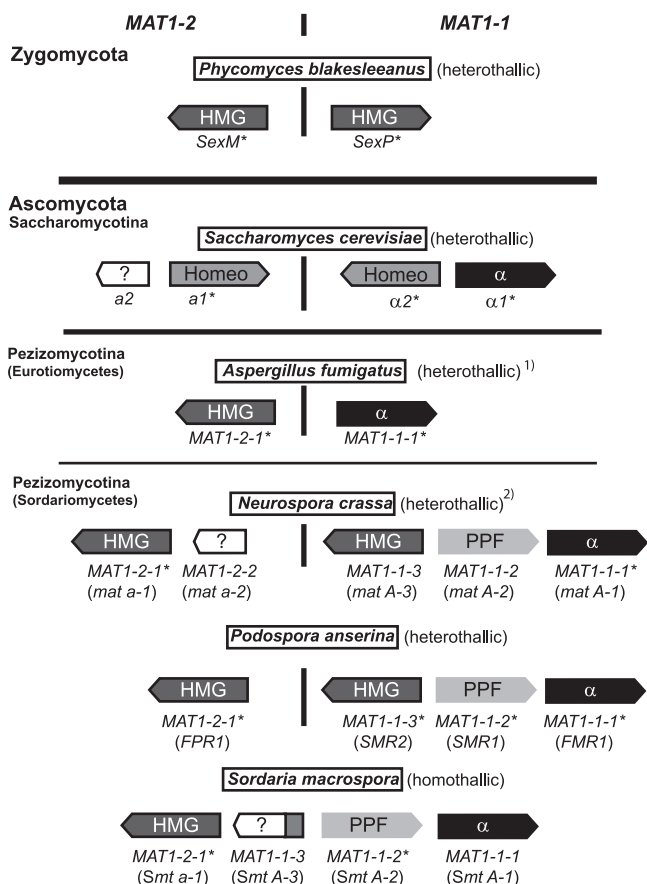 MAT1-2 MAT1-1
Zygomycota
Phycomyces blakesleeanus (heterothallic)
HMG HMG
SexM* SexP*
Ascomycota
Saccharomycotina
Saccharomyces cerevisiae (heterothallic)
? Homeo Homeo α
a2 a1* α2* α1*
Pezizomycotina
(Eurotiomycetes)
Aspergillus fumigatus (heterothallic) 1)
HMG α
MAT1-2-1* MAT1-1-1*
Pezizomycotina
(Sordariomycetes)
Neurospora crassa (heterothallic) 2)
HMG ? HMG PPF α
MAT1-2-1* MAT1-2-2 MAT1-1-3 MAT1-1-2 MAT1-1-1*
(mat a-1) (mat a-2) (mat A-3) (mat A-2) (mat A-1)
Podospora anserina (heterothallic)
HMG HMG PPF α
MAT1-2-1* MAT1-1-3* MAT1-1-2* MAT1-1-1*
(FPR1) (SMR2) (SMR1) (FMR1)
Sordaria macrospora (homothallic)
HMG ? PPF α
MAT1-2-1* MAT1-1-3 MAT1-1-2* MAT1-1-1
(Smt a-1) (Smt A-3) (Smt A-2) (Smt A-1)